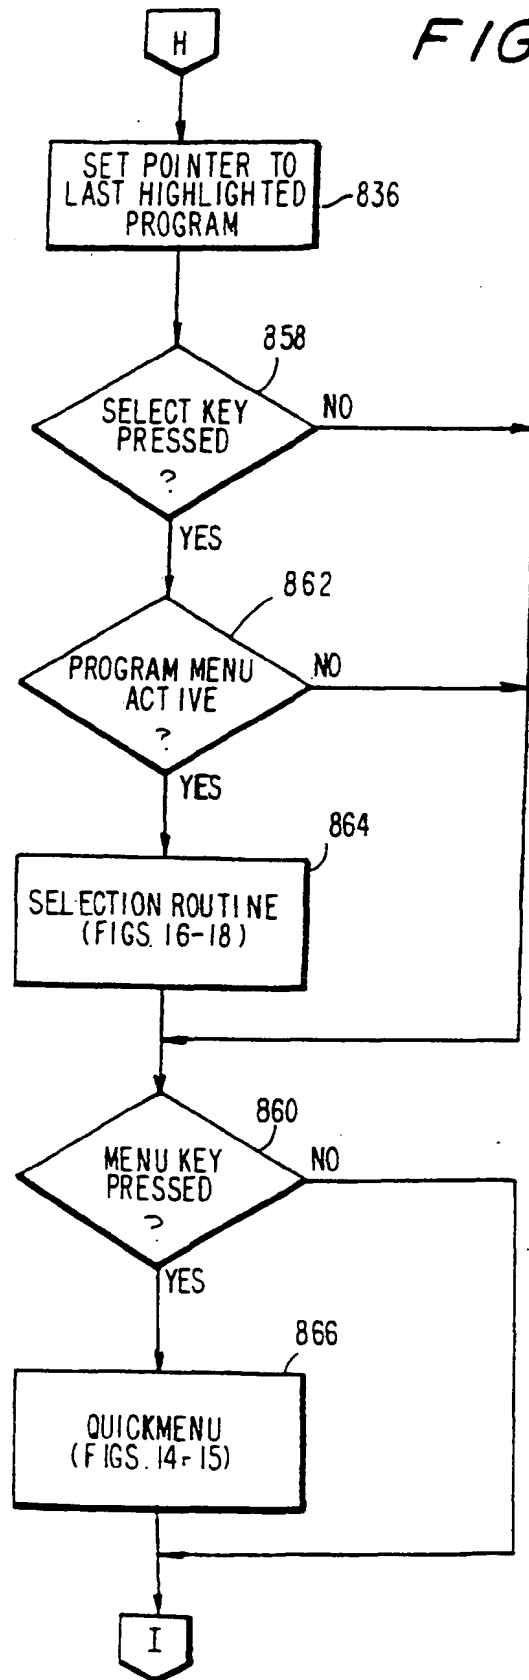 H
FIG
SET POINTER TO
LAST HIGHLIGHTED
PROGRAM
836
858
SELECT KEY
PRESSED
?
NO
YES
862
PROGRAM MENU
ACTIVE
?
NO
YES
864
SELECTION ROUTINE
(FIGS. 16-18)
860
MENU KEY
PRESSED
?
NO
YES
866
QUICKMENU
(FIGS. 14-15)
I